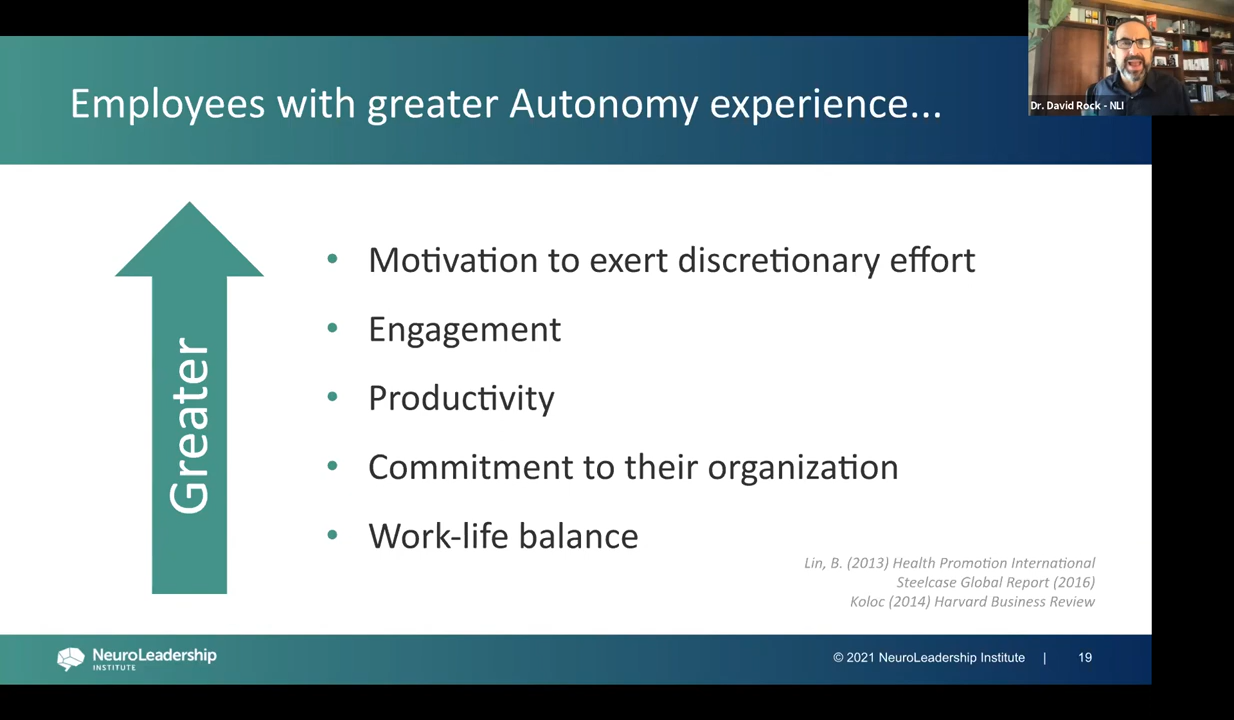 Employees with greater Autonomy experience...
Dr. David Rock - NLI
Greater
• Motivation to exert discretionary effort
• Engagement
• Productivity
• Commitment to their organization
• Work-life balance
Lin, B. (2013) Health Promotion International
Steelcase Global Report (2016)
Koloc (2014) Harvard Business Review
NeuroLeadership
INSTITUTE
© 2021 NeuroLeadership Institute | 19